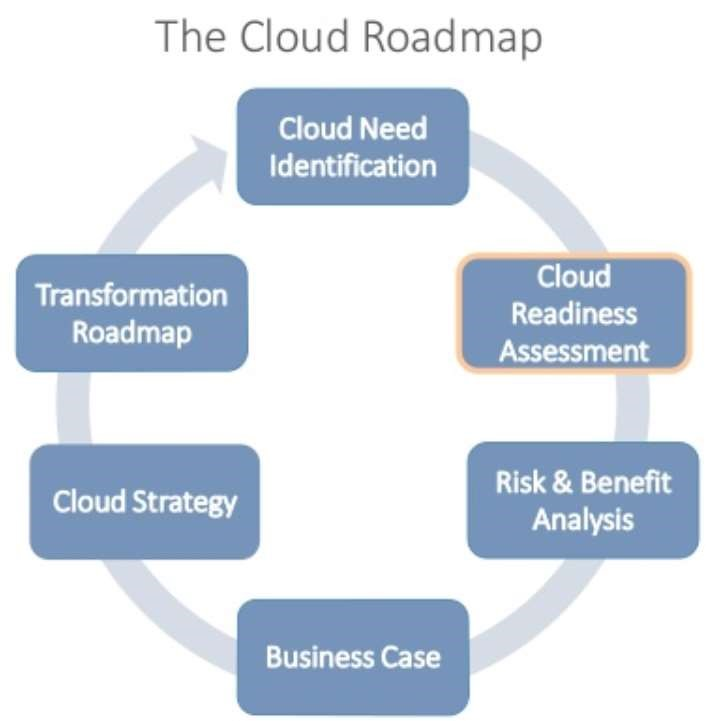 The Cloud Roadmap
Cloud Need
Identification
Cloud
Readiness
Assessment
Risk & Benefit
Analysis
Business Case
Cloud Strategy
Transformation
Roadmap